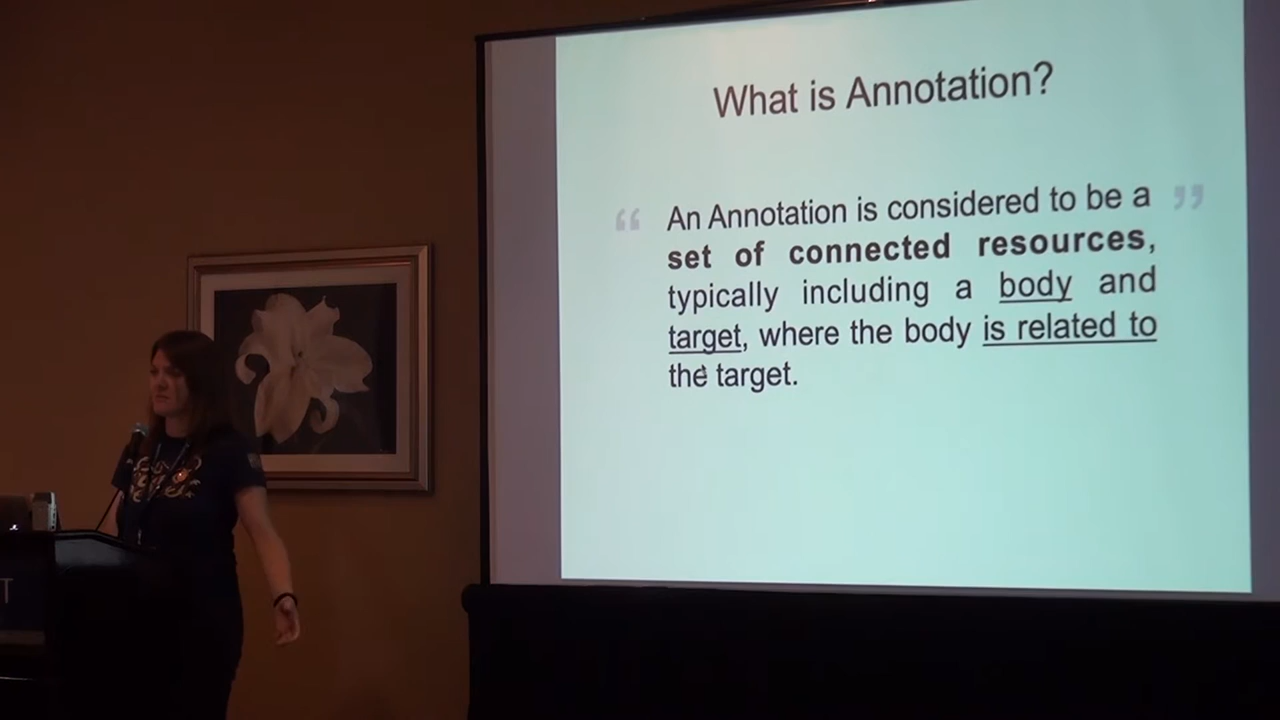 What is Annotation?
“ An Annotation is considered to be a ”
set of connected resources,
typically including a body and
target, where the body is related to
the target.
T